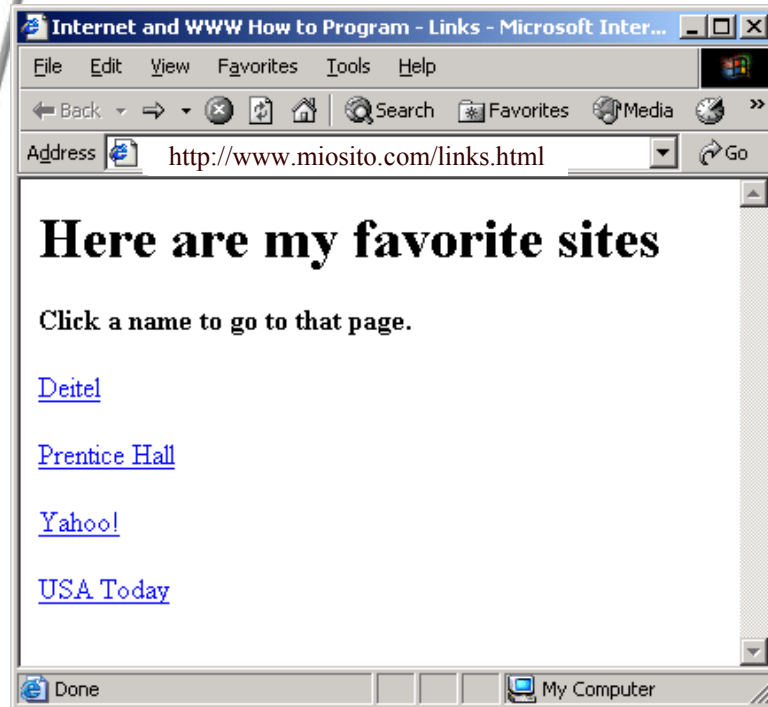 Internet and WWW How to Program - Links - Microsoft Inter...
File Edit View Favorites Tools Help
Back Search Favorites Media »
Address http://www.miosito.com/links.html Go
Here are my favorite sites
Click a name to go to that page.
Deitel
Prentice Hall
Yahoo!
USA Today
Done My Computer